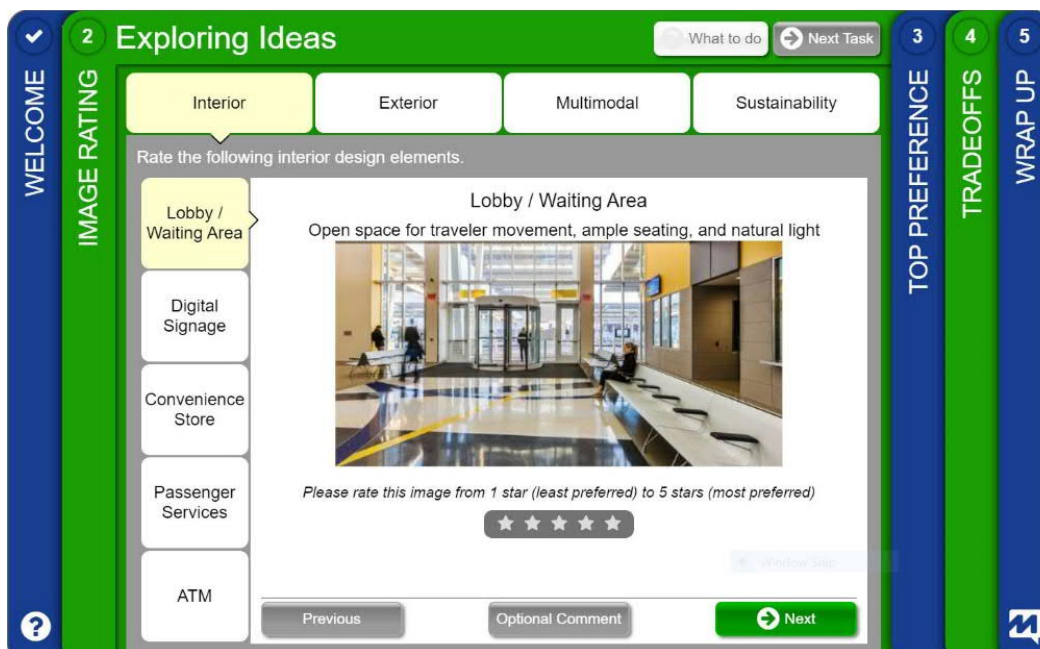 WELCOME
2
IMAGE RATING
Exploring Ideas
What to do
Next Task
Interior
Exterior
Multimodal
Sustainability
Rate the following interior design elements.
Lobby /
Waiting Area
Digital
Signage
Convenience
Store
Passenger
Services
ATM
Lobby / Waiting Area
Open space for traveler movement, ample seating, and natural light
Please rate this image from 1 star (least preferred) to 5 stars (most preferred)
Window Snip
Previous
Optional Comment
Next
3
TOP PREFERENCE
4
TRADEOFFS
5
WRAP UP
?